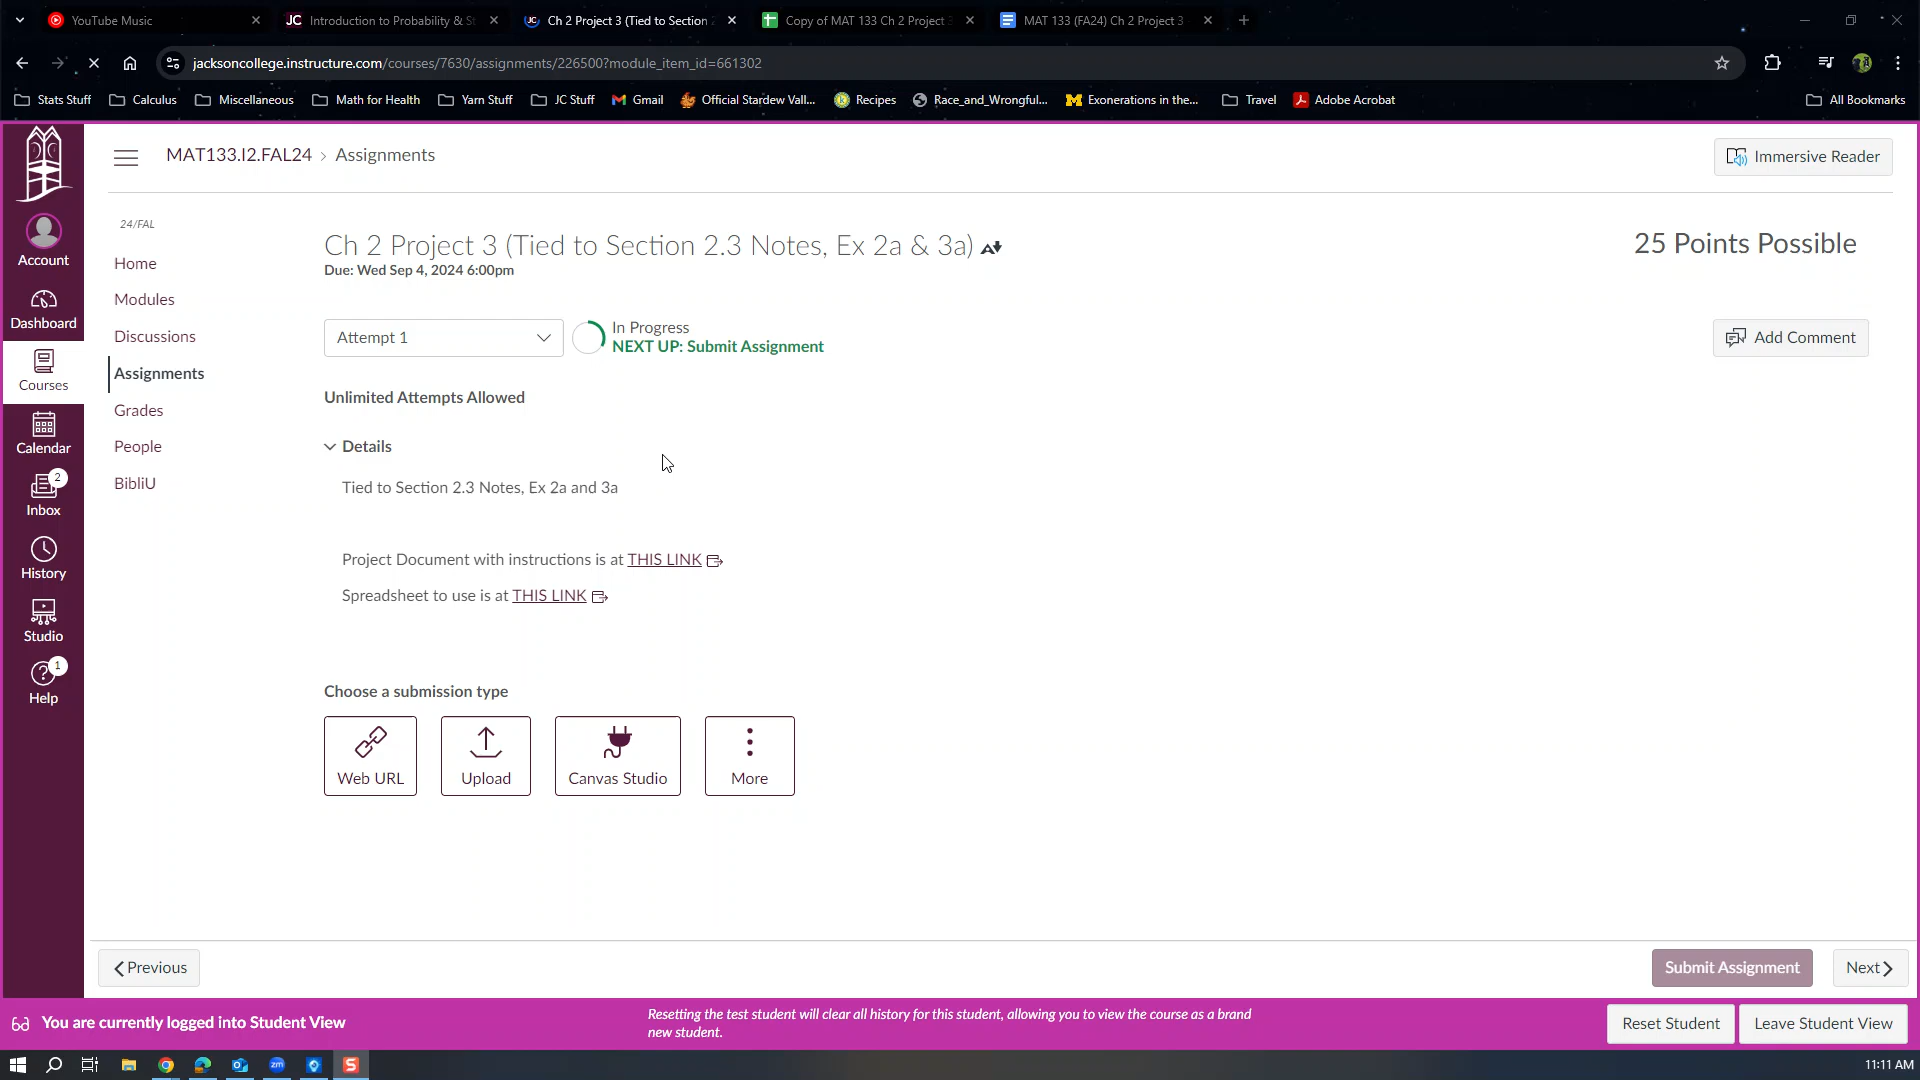 YouTube Music
JC Introduction to Probability & St
JC Ch 2 Project 3 (Tied to Section 2
Copy of MAT 133 Ch 2 Project 3
MAT 133 (FA24) Ch 2 Project 3
jacksoncollege.instructure.com/courses/7630/assignments/226500?module_item_id=661302
Stats Stuff
Calculus
Miscellaneous
Math for Health
Yarn Stuff
JC Stuff
Gmail
Official Stardew Vall...
Recipes
Race_and_Wrongful...
Exonerations in the...
Travel
Adobe Acrobat
All Bookmarks
MAT133.I2.FAL24 › Assignments
Immersive Reader
Account
Dashboard
Courses
Calendar
2
Inbox
History
Studio
1
Help
24/FAL
Home
Modules
Discussions
Assignments
Grades
People
BibliU
Ch 2 Project 3 (Tied to Section 2.3 Notes, Ex 2a & 3a)
25 Points Possible
Due: Wed Sep 4, 2024 6:00pm
Attempt 1
In Progress
NEXT UP: Submit Assignment
Add Comment
Unlimited Attempts Allowed
Details
Tied to Section 2.3 Notes, Ex 2a and 3a
Project Document with instructions is at THIS LINK
Spreadsheet to use is at THIS LINK
Choose a submission type
Web URL
Upload
Canvas Studio
More
Previous
Submit Assignment
Next
You are currently logged into Student View
Resetting the test student will clear all history for this student, allowing you to view the course as a brand
new student.
Reset Student
Leave Student View
zm
S
11:11 AM